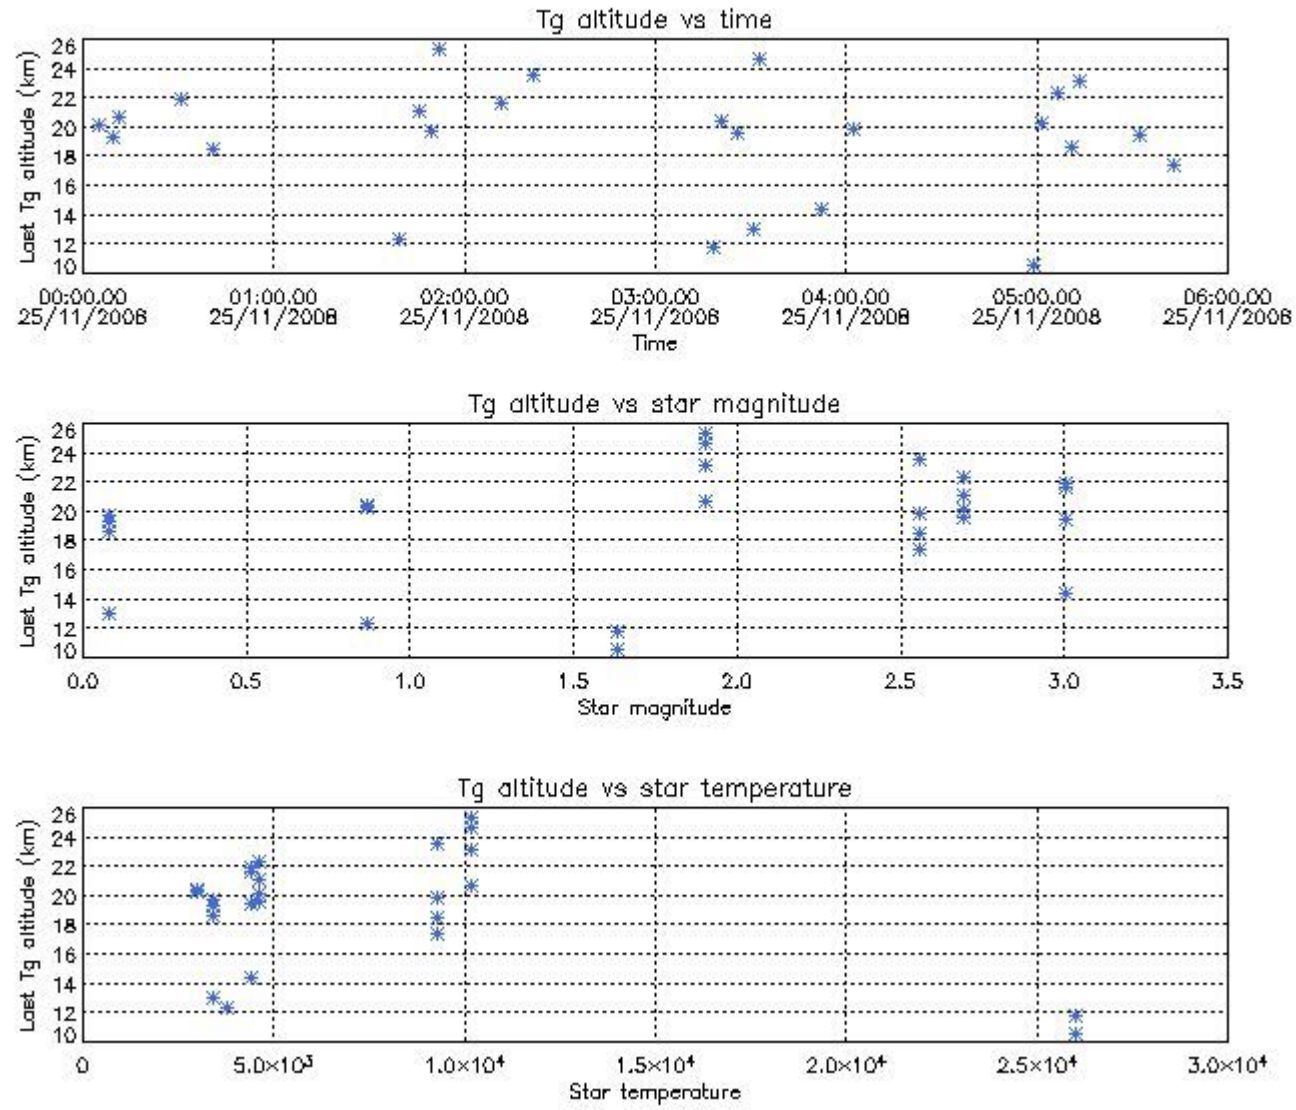 Tg altitude vs time
Last Tg altitude (km)
26
24
22
20
18
16
14
12
10
00:00.00 01:00.00 02:00.00 03:00.00 04:00.00 05:00.00 06:00.00
25/11/2008 25/11/2008 25/11/2008 25/11/2008 25/11/2008 25/11/2008 25/11/2008
Time
Tg altitude vs star magnitude
Last Tg altitude (km)
26
24
22
20
18
16
14
12
10
0.0 0.5 1.0 1.5 2.0 2.5 3.0 3.5
Star magnitude
Tg altitude vs star temperature
Last Tg altitude (km)
26
24
22
20
18
16
14
12
10
0 5.0×10³ 1.0×10⁴ 1.5×10⁴ 2.0×10⁴ 2.5×10⁴ 3.0×10⁴
Star temperature